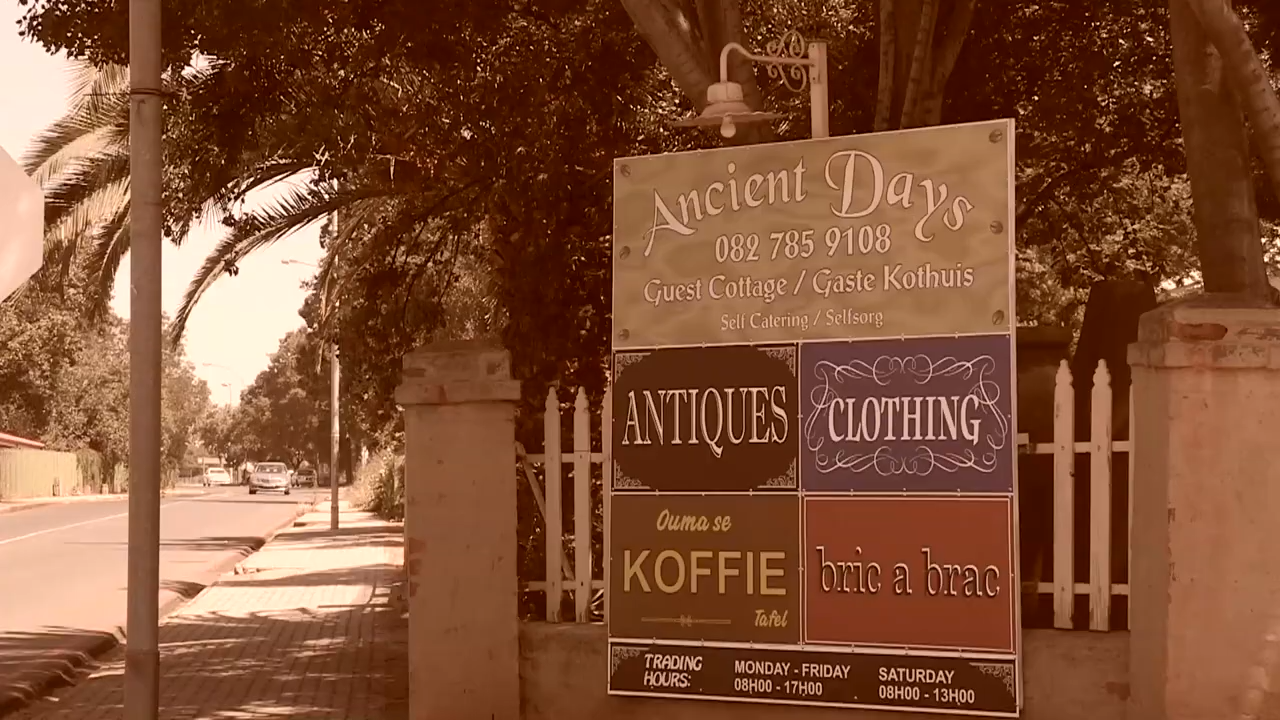 Ancient Days
082 785 9108
Guest Cottage / Gaste Kothuis
Self Catering / Selfsorg
ANTIQUES
CLOTHING
Ouma se
KOFFIE
Tafel
bric a brac
TRADING HOURS:
MONDAY - FRIDAY
08H00 - 17H00
SATURDAY
08H00 - 13H00